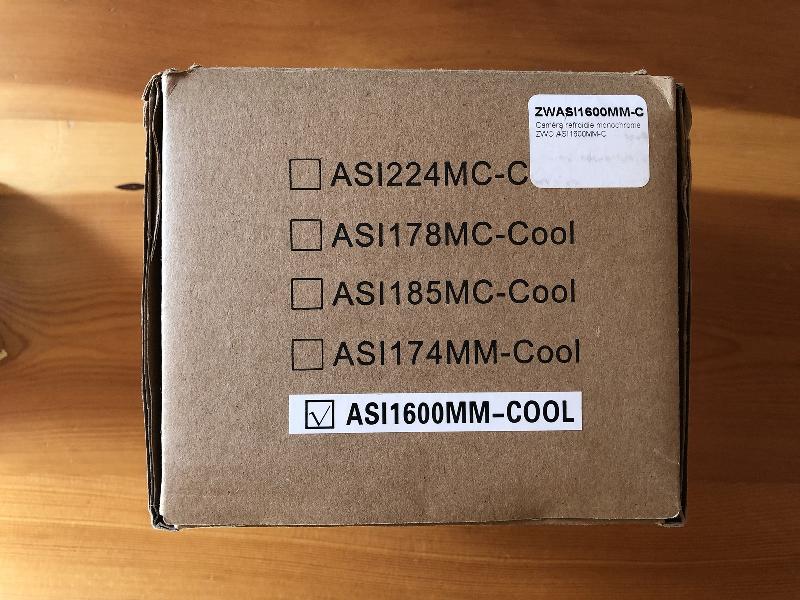 ZWASI1600MM-C
Caméra refroidie monochrome
ZWO ASI1600MM-C
ASI224MC-C
ASI178MC-Cool
ASI185MC-Cool
ASI174MM-Cool
ASI1600MM-COOL